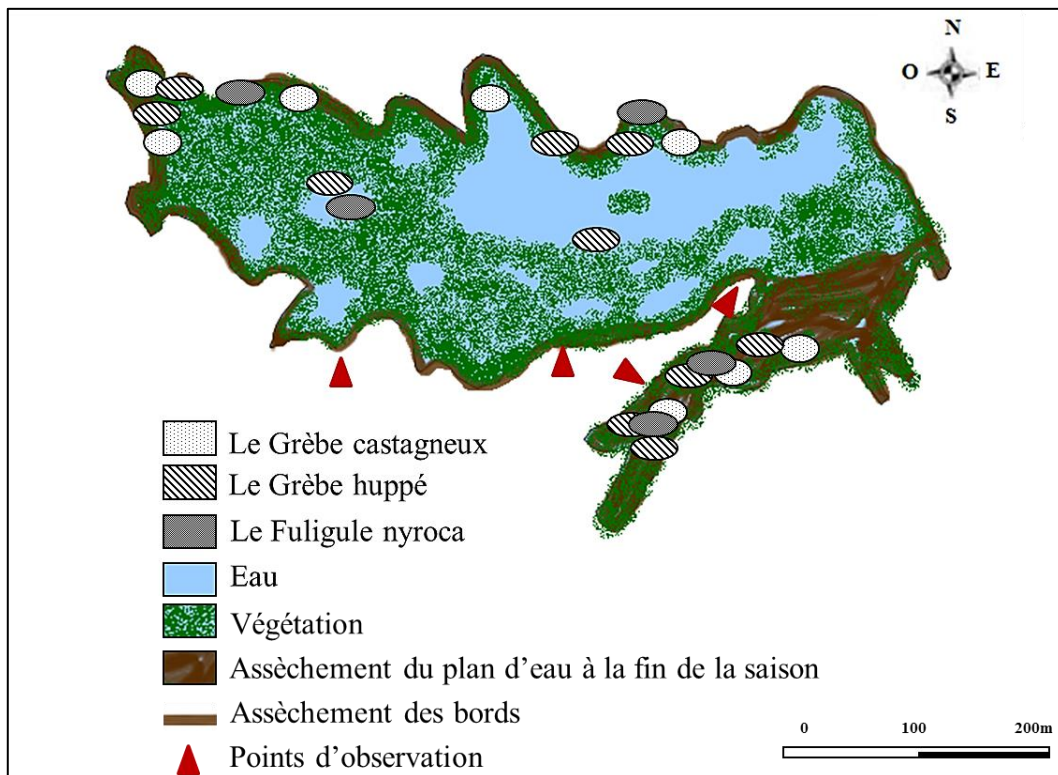 N
O E
S
Le Grèbe castagneux
Le Grèbe huppé
Le Fuligule nyroca
Eau
Végétation
Assèchement du plan d’eau à la fin de la saison
Assèchement des bords
Points d’observation
0 100 200m